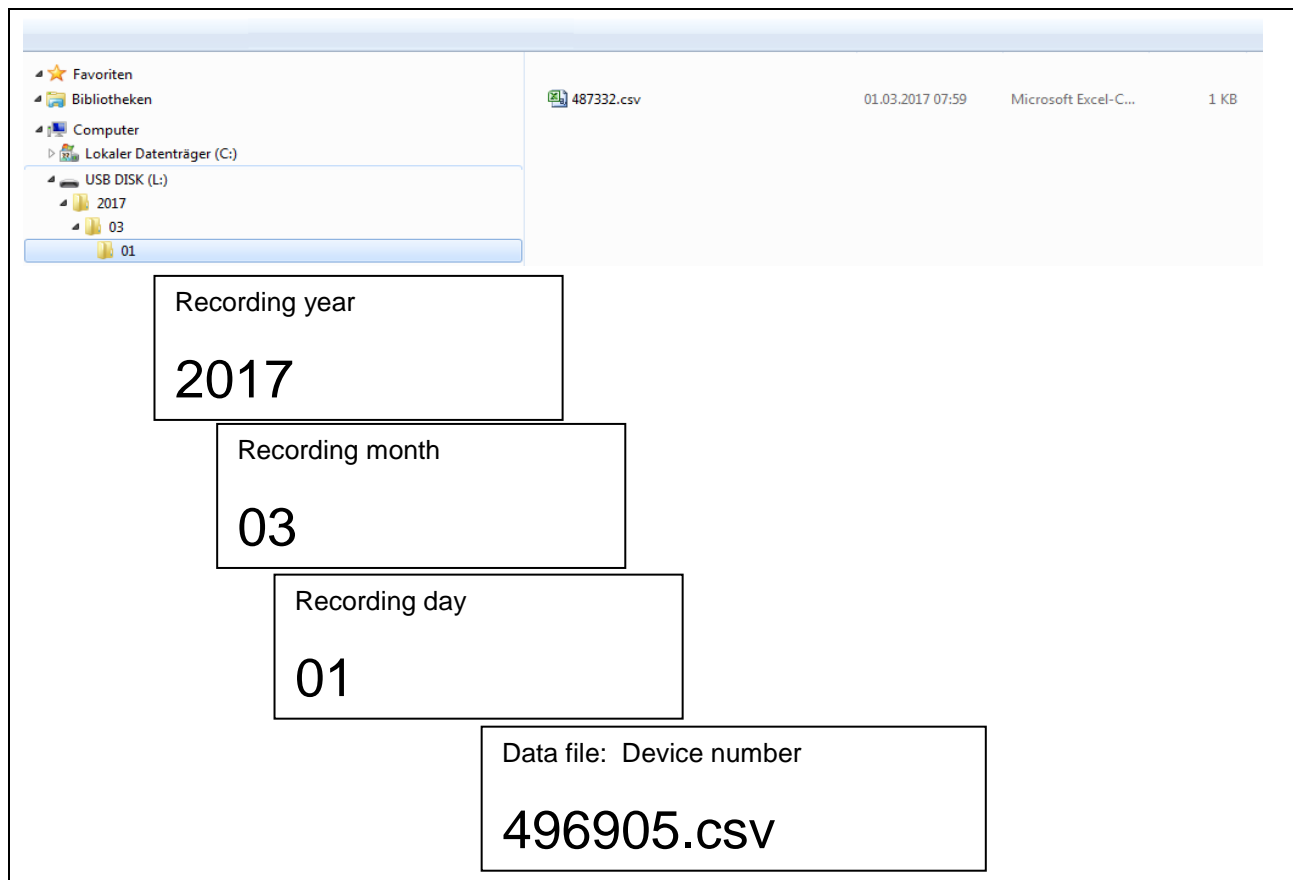 Favoriten
Bibliotheken
487332.csv 01.03.2017 07:59 Microsoft Excel-C... 1 KB
Computer
Lokaler Datenträger (C:)
USB DISK (L:)
2017
03
01
Recording year
2017
Recording month
03
Recording day
01
Data file: Device number
496905.csv